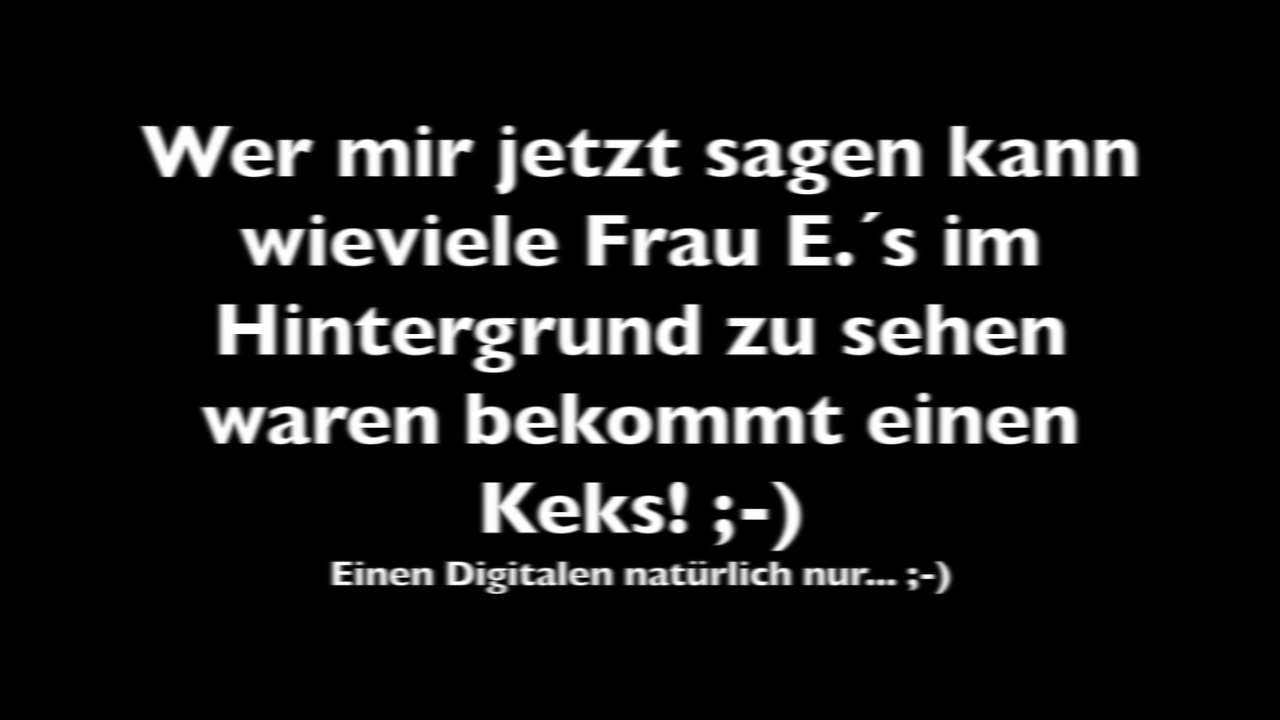 Wer mir jetzt sagen kann
wieviele Frau E.´s im
Hintergrund zu sehen
waren bekommt einen
Keks! ;-)
Einen Digitalen natürlich nur... ;-)